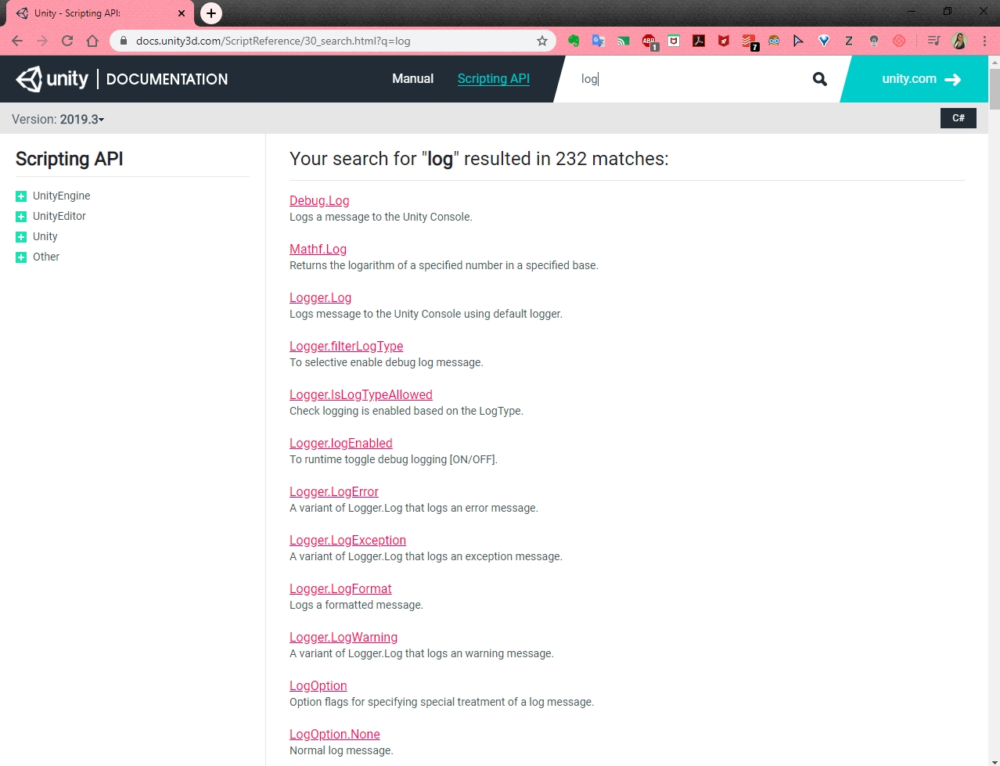 Unity - Scripting API:
docs.unity3d.com/ScriptReference/30_search.html?q=log
ABP
1
7
Z
unity | DOCUMENTATION
Manual
Scripting API
log
unity.com
Version: 2019.3
C#
Scripting API
UnityEngine
UnityEditor
Unity
Other
Your search for "log" resulted in 232 matches:
Debug.Log
Logs a message to the Unity Console.
Mathf.Log
Returns the logarithm of a specified number in a specified base.
Logger.Log
Logs message to the Unity Console using default logger.
Logger.filterLogType
To selective enable debug log message.
Logger.IsLogTypeAllowed
Check logging is enabled based on the LogType.
Logger.logEnabled
To runtime toggle debug logging [ON/OFF].
Logger.LogError
A variant of Logger.Log that logs an error message.
Logger.LogException
A variant of Logger.Log that logs an exception message.
Logger.LogFormat
Logs a formatted message.
Logger.LogWarning
A variant of Logger.Log that logs an warning message.
LogOption
Option flags for specifying special treatment of a log message.
LogOption.None
Normal log message.